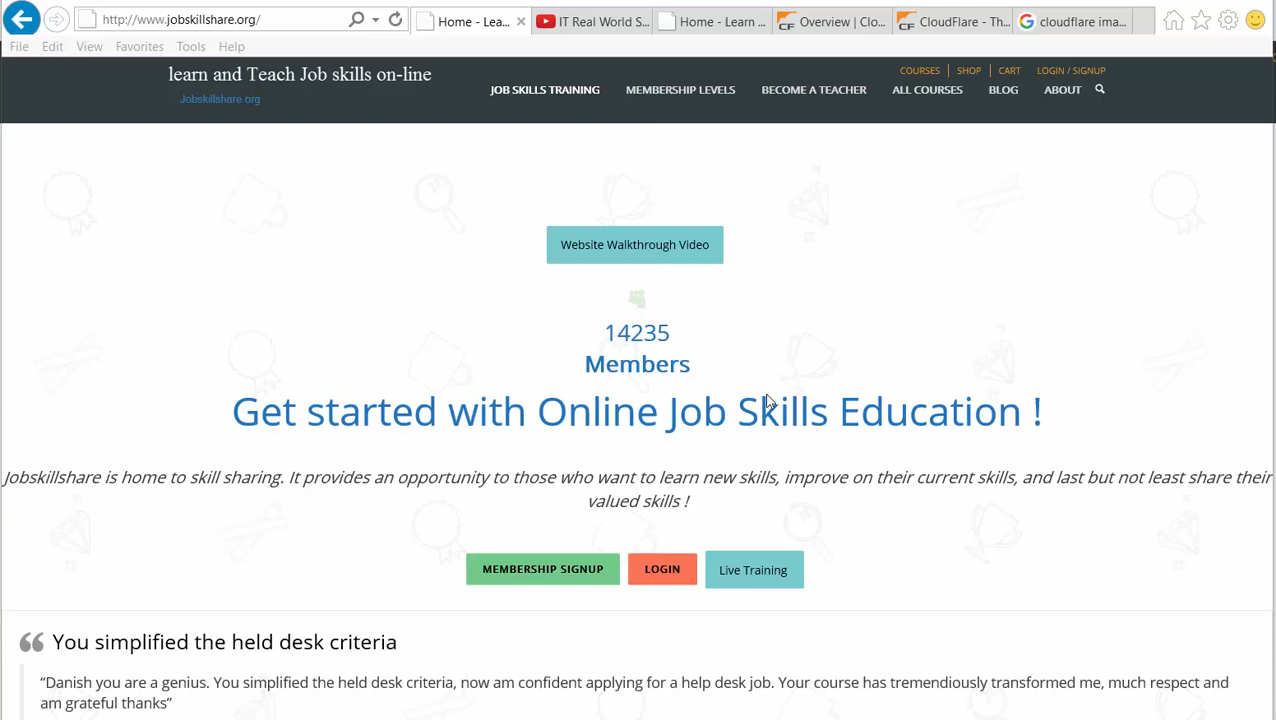 http://www.jobskillshare.org/
Home - Lea...
IT Real World S...
Home - Learn ...
Overview | Clo...
CloudFlare - Th...
cloudflare ima...
File Edit View Favorites Tools Help
learn and Teach Job skills on-line
Jobskillshare.org
COURSES SHOP CART LOGIN / SIGNUP
JOB SKILLS TRAINING MEMBERSHIP LEVELS BECOME A TEACHER ALL COURSES BLOG ABOUT
Website Walkthrough Video
14235
Members
Get started with Online Job Skills Education !
Jobskillshare is home to skill sharing. It provides an opportunity to those who want to learn new skills, improve on their current skills, and last but not least share their
valued skills !
MEMBERSHIP SIGNUP LOGIN Live Training
You simplified the held desk criteria
“Danish you are a genius. You simplified the held desk criteria, now am confident applying for a help desk job. Your course has tremendiously transformed me, much respect and
am grateful thanks”